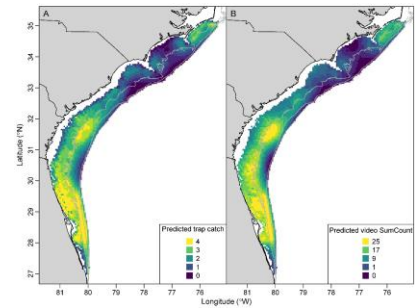 A
B
35
34
33
32
31
30
29
28
27
Latitude (°N)
Predicted trap catch
4
3
2
1
0
Predicted video SumCount
25
17
9
1
0
81 80 79 78 77 76
81 80 79 78 77 76
Longitude (°W)